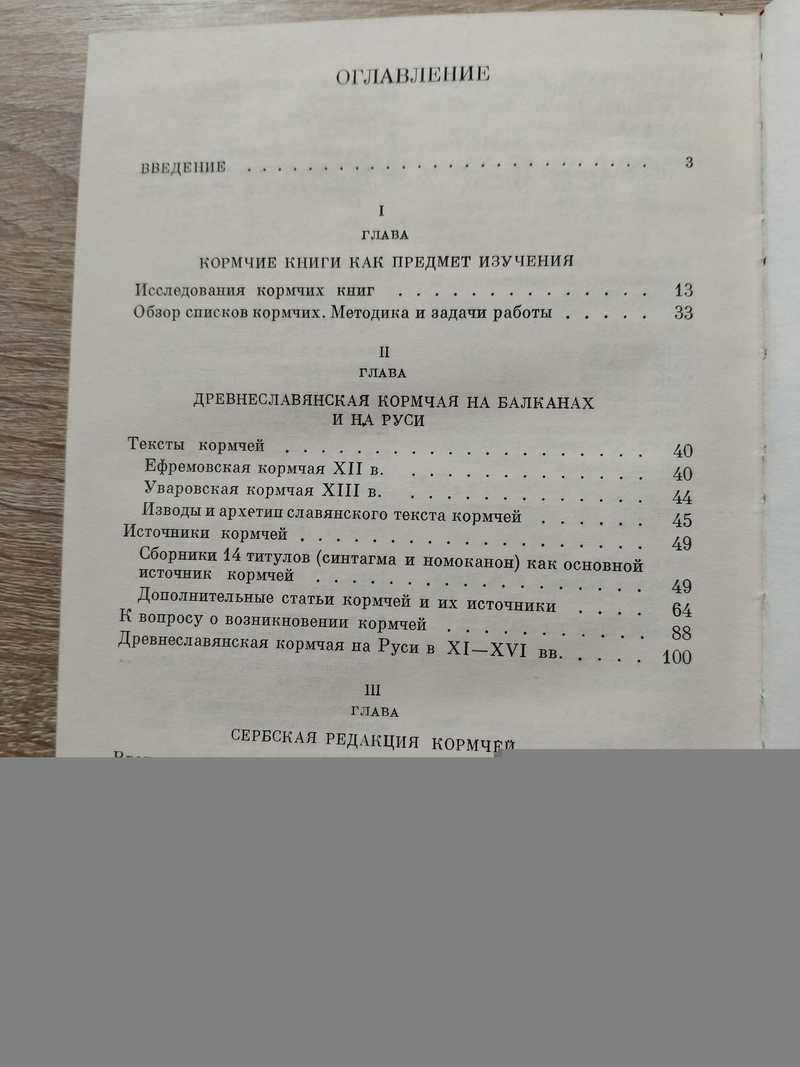 ОГЛАВЛЕНИЕ
ВВЕДЕНИЕ . . . . . . . . . . . . . . . . . . . . . . . . . . . 3
I
ГЛАВА
КОРМЧИЕ КНИГИ КАК ПРЕДМЕТ ИЗУЧЕНИЯ
Исследования кормчих книг . . . . . . . . . . . . . . 13
Обзор списков кормчих. Методика и задачи работы . . . . . 33
II
ГЛАВА
ДРЕВНЕСЛАВЯНСКАЯ КОРМЧАЯ НА БАЛКАНАХ
И НА РУСИ
Тексты кормчей . . . . . . . . . . . . . . . . . . . . 40
Ефремовская кормчая XII в. . . . . . . . . . . . . . 40
Уваровская кормчая XIII в. . . . . . . . . . . . . . 44
Изводы и архетип славянского текста кормчей . . . . . . 45
Источники кормчей . . . . . . . . . . . . . . . . . . . 49
Сборники 14 титулов (синтагма и номоканон) как основной
источник кормчей . . . . . . . . . . . . . . . . . . 49
Дополнительные статьи кормчей и их источники . . . . 64
К вопросу о возникновении кормчей . . . . . . . . . . . 88
Древнеславянская кормчая на Руси в XI—XVI вв. . . . . 100
III
ГЛАВА
СЕРБСКАЯ РЕДАКЦИЯ КОРМЧЕЙ